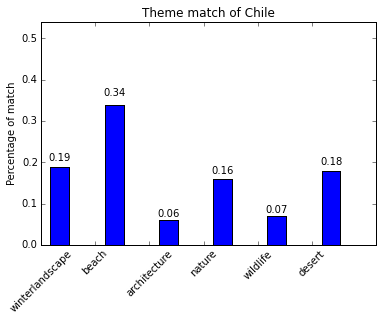 Theme match of Chile
Percentage of match
0.5
0.4
0.3
0.2
0.1
0.0
0.19
0.34
0.06
0.16
0.07
0.18
winterlandscape
beach
architecture
nature
wildlife
desert